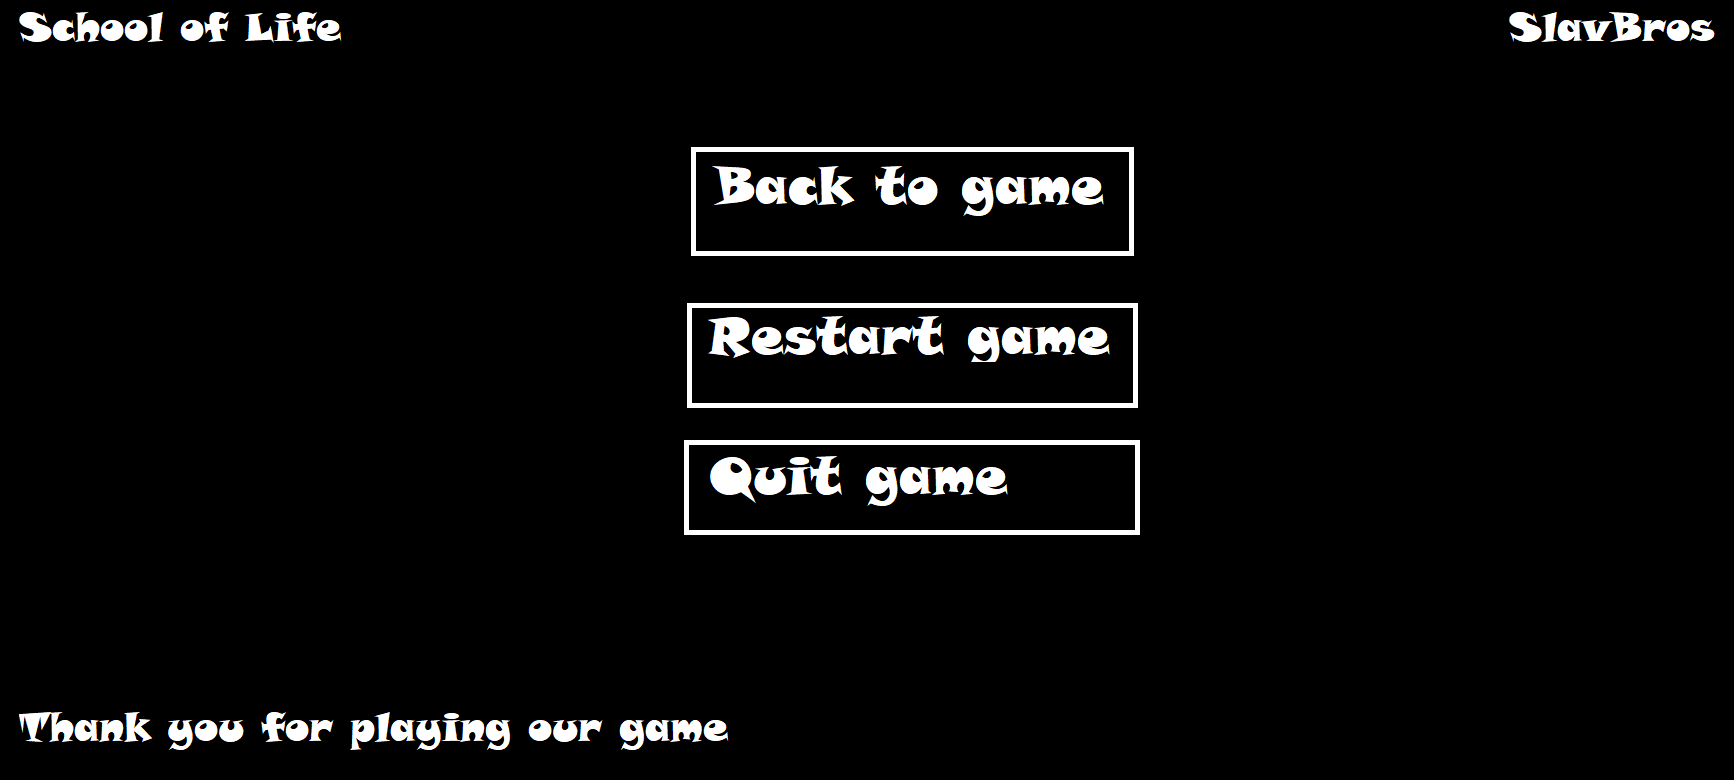 School of Life
SlavBros
Back to game
Restart game
Quit game
Thank you for playing our game